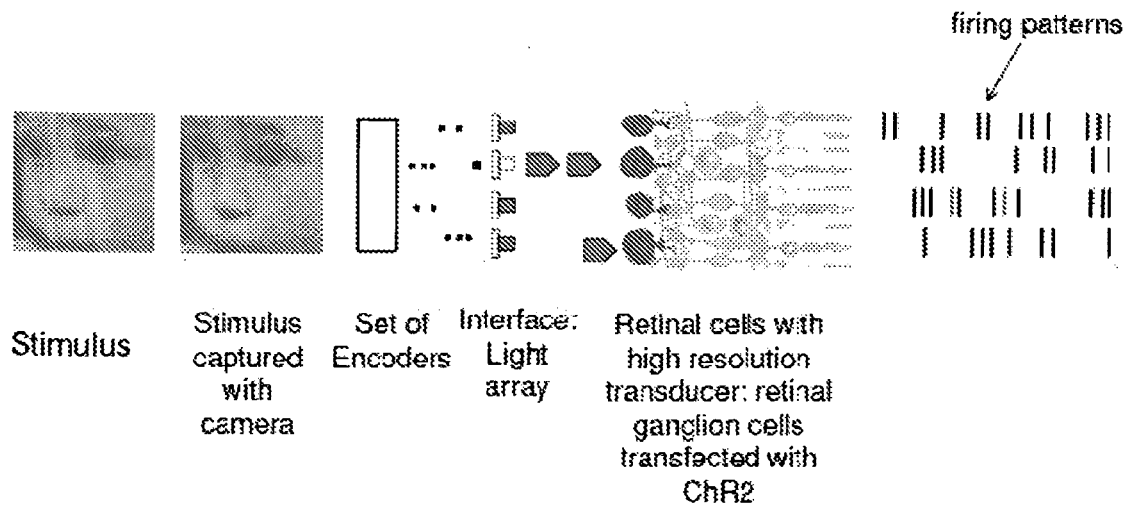 firing patterns
Stimulus
Stimulus
captured
with
camera
Set of
Encoders
Interface:
Light
array
Retinal cells with
high resolution
transducer: retinal
ganglion cells
transfected with
ChR2